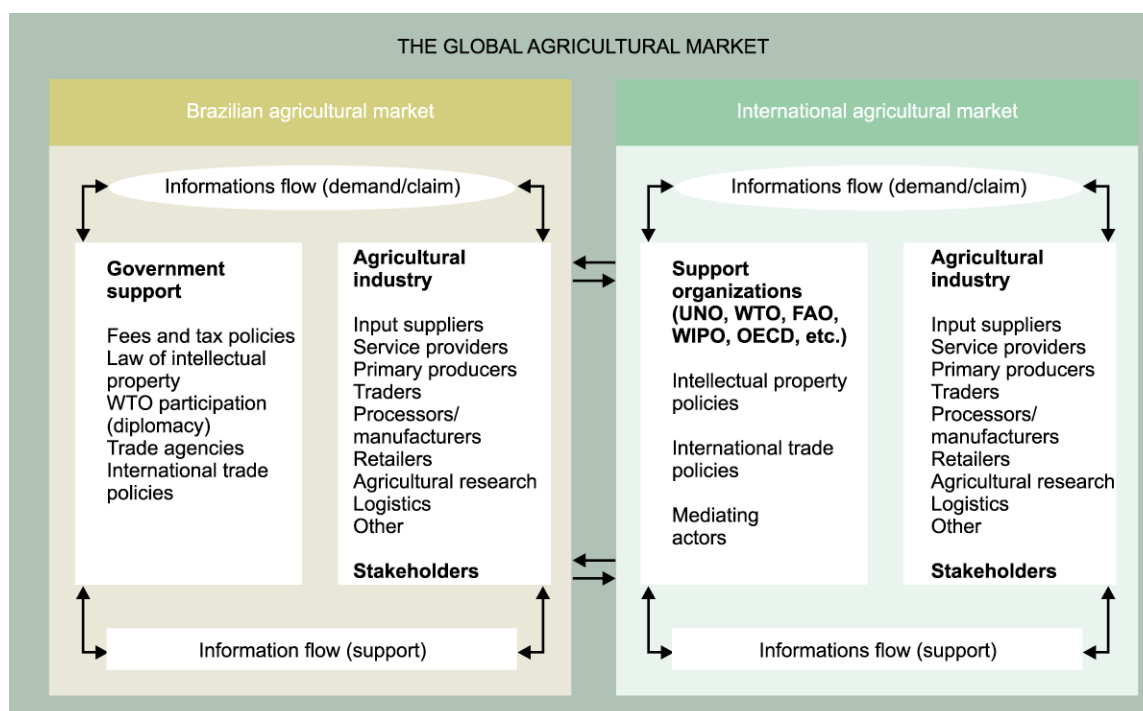 THE GLOBAL AGRICULTURAL MARKET
Brazilian agricultural market
Informations flow (demand/claim)
Government
support
Fees and tax policies
Law of intellectual
property
WTO participation
(diplomacy)
Trade agencies
International trade
policies
Agricultural
industry
Input suppliers
Service providers
Primary producers
Traders
Processors/
manufacturers
Retailers
Agricultural research
Logistics
Other
Stakeholders
Information flow (support)
International agricultural market
Informations flow (demand/claim)
Support
organizations
(UNO, WTO, FAO,
WIPO, OECD, etc.)
Intellectual property
policies
International trade
policies
Mediating
actors
Agricultural
industry
Input suppliers
Service providers
Primary producers
Traders
Processors/
manufacturers
Retailers
Agricultural research
Logistics
Other
Stakeholders
Informations flow (support)